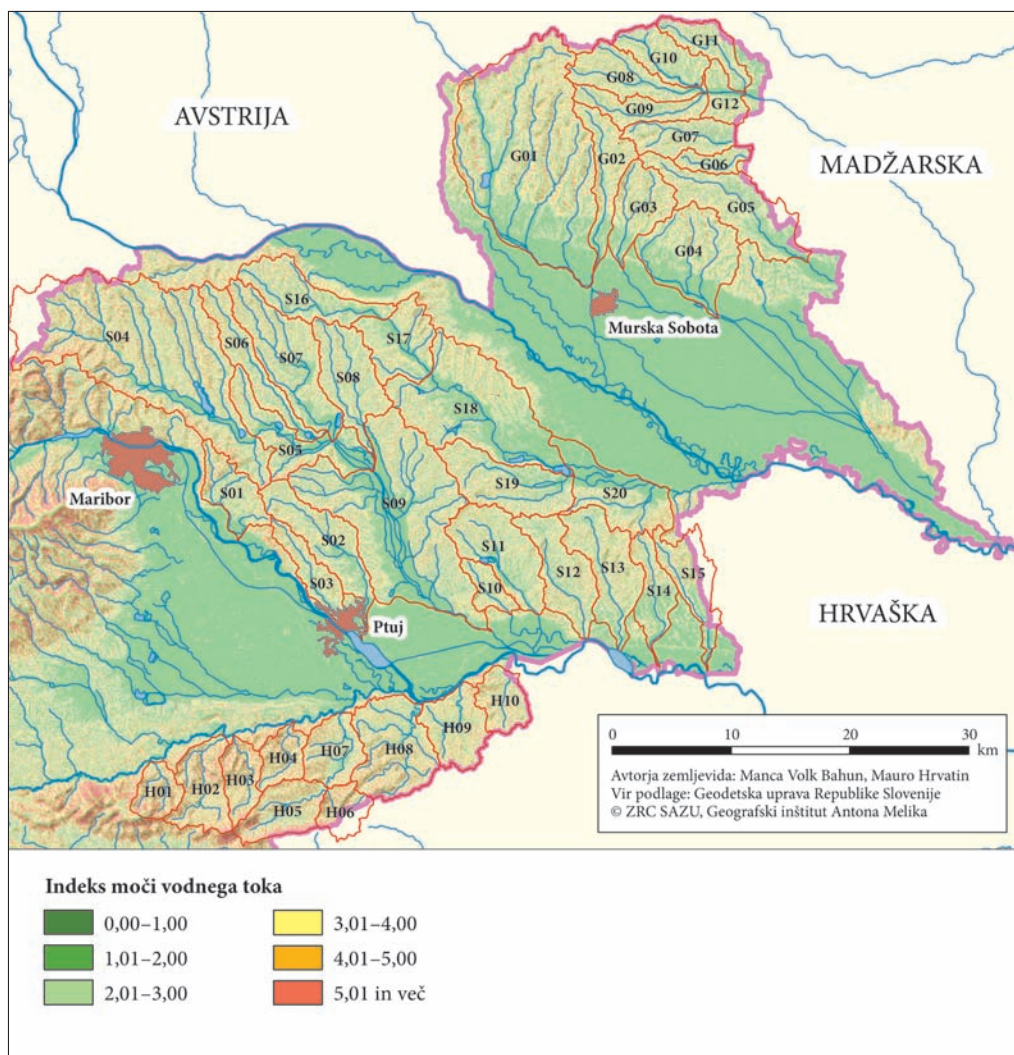 AVSTRIJA
MADŽARSKA
HRVAŠKA
G11
G10
G08
G12
G09
G07
G01
G02
G06
G03
G05
G04
Murska Sobota
S16
S04
S06
S17
S07
S08
S18
Maribor
S05
S19
S20
S01
S09
S02
S11
S12
S13
S03
S10
S14
S15
Ptuj
H10
H09
H07
H08
H04
H03
H02
H01
H05
H06
0 10 20 30
km
Avtorja zemljevida: Manca Volk Bahun, Mauro Hrvatin
Vir podlage: Geodetska uprava Republike Slovenije
© ZRC SAZU, Geografski inštitut Antona Melika
Indeks moči vodnega toka
0,00–1,00
1,01–2,00
2,01–3,00
3,01–4,00
4,01–5,00
5,01 in več